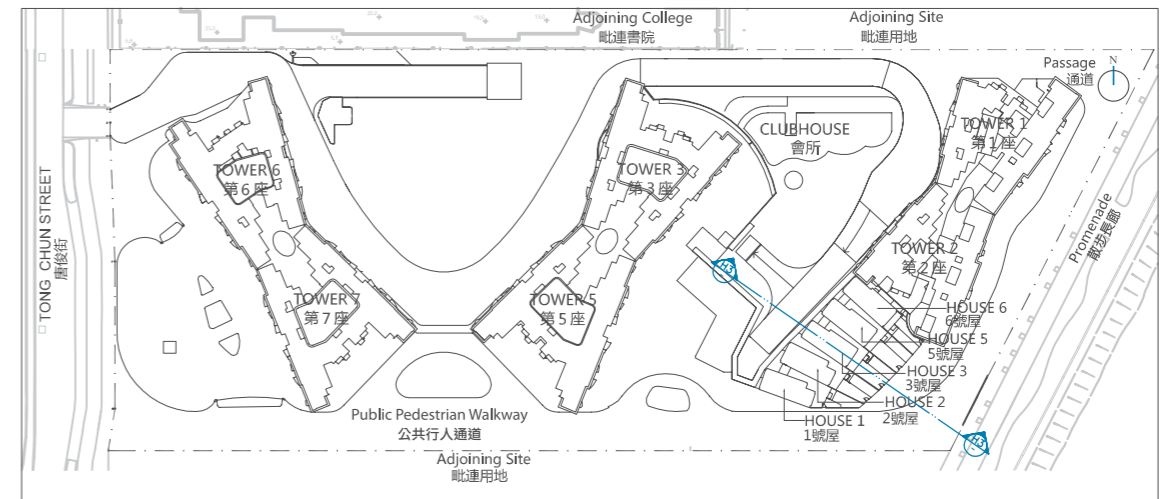 Adjoining College
毗連書院
Adjoining Site
毗連用地
Passage
通道
N
TONG CHUN STREET
唐俊街
TOWER 6
第6座
TOWER 7
第7座
TOWER 3
第3座
TOWER 5
第5座
CLUBHOUSE
會所
TOWER 1
第1座
TOWER 2
第2座
Promenade
散步長廊
H3
HOUSE 6
6號屋
HOUSE 5
5號屋
HOUSE 3
3號屋
HOUSE 2
2號屋
HOUSE 1
1號屋
H3
Public Pedestrian Walkway
公共行人通道
Adjoining Site
毗連用地